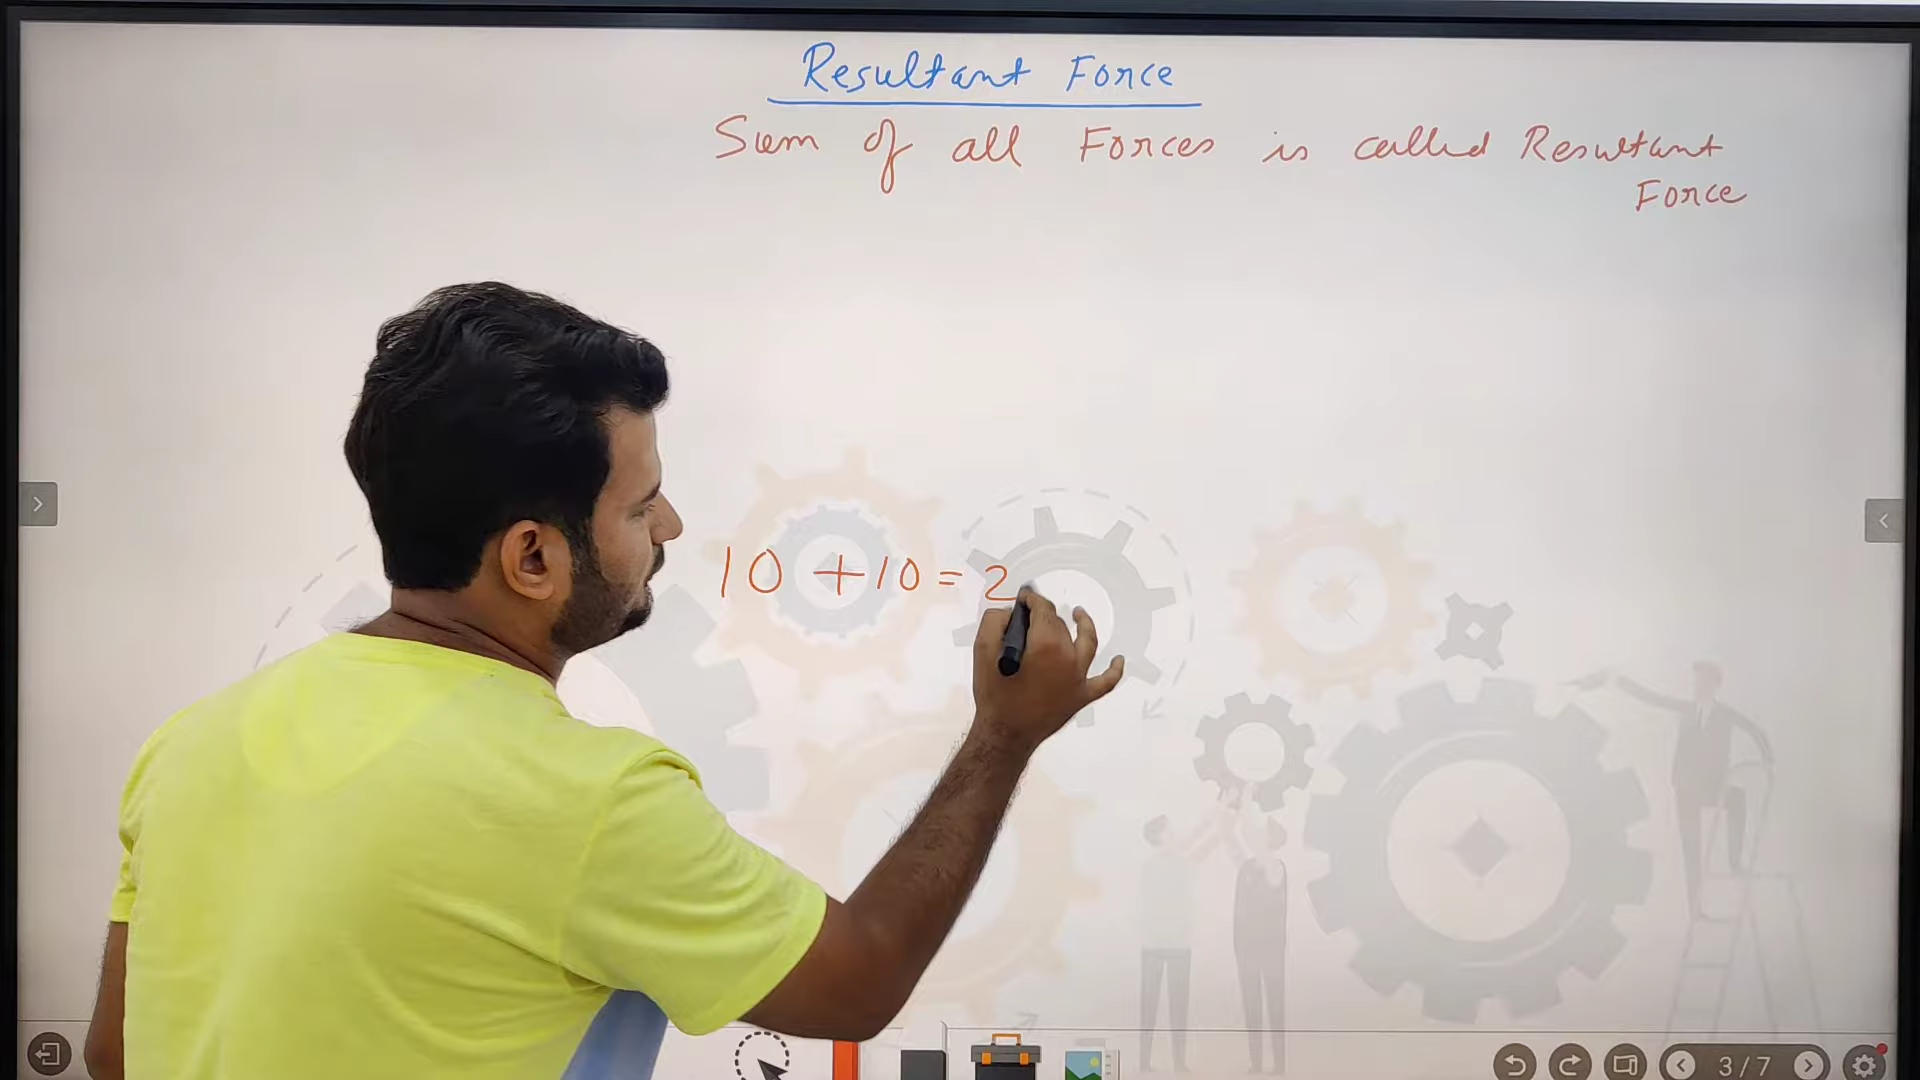 Resultant Force
Sum of all Forces is called Resultant
Force
10 + 10 = 2
3/7